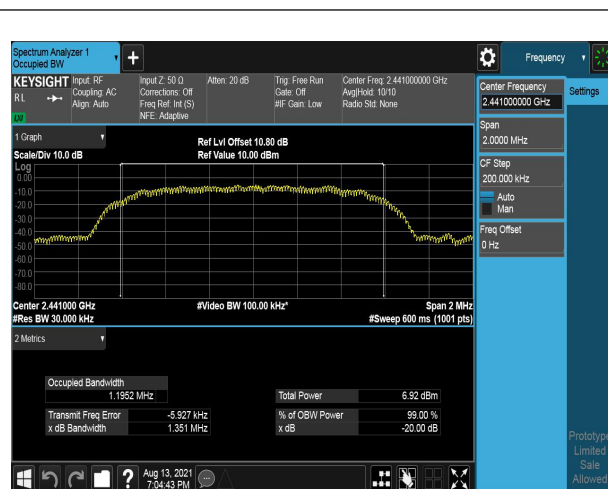 Spectrum Analyzer 1
Occupied BW
+
Frequency
KEYSIGHT
R L
LXI
Input: RF
Coupling: AC
Align: Auto
Input Z: 50 Ω
Corrections: Off
Freq Ref: Int (S)
NFE: Adaptive
Atten: 20 dB
Trig: Free Run
Gate: Off
#IF Gain: Low
Center Freq: 2.441000000 GHz
Avg|Hold: 10/10
Radio Std: None
Center Frequency
2.441000000 GHz
Settings
Span
2.0000 MHz
CF Step
200.000 kHz
Auto
Man
Freq Offset
0 Hz
1 Graph
Scale/Div 10.0 dB
Ref Lvl Offset 10.80 dB
Ref Value 10.00 dBm
Log
0.00
-10.0
-20.0
-30.0
-40.0
-50.0
-60.0
-70.0
-80.0
Center 2.441000 GHz
#Res BW 30.000 kHz
#Video BW 100.00 kHz*
Span 2 MHz
#Sweep 600 ms (1001 pts)
2 Metrics
Occupied Bandwidth
1.1952 MHz
Total Power 6.92 dBm
Transmit Freq Error -5.927 kHz
% of OBW Power 99.00 %
x dB Bandwidth 1.351 MHz
x dB -20.00 dB
Prototype
Limited
Sale
Allowed
?
Aug 13, 2021
7:04:43 PM